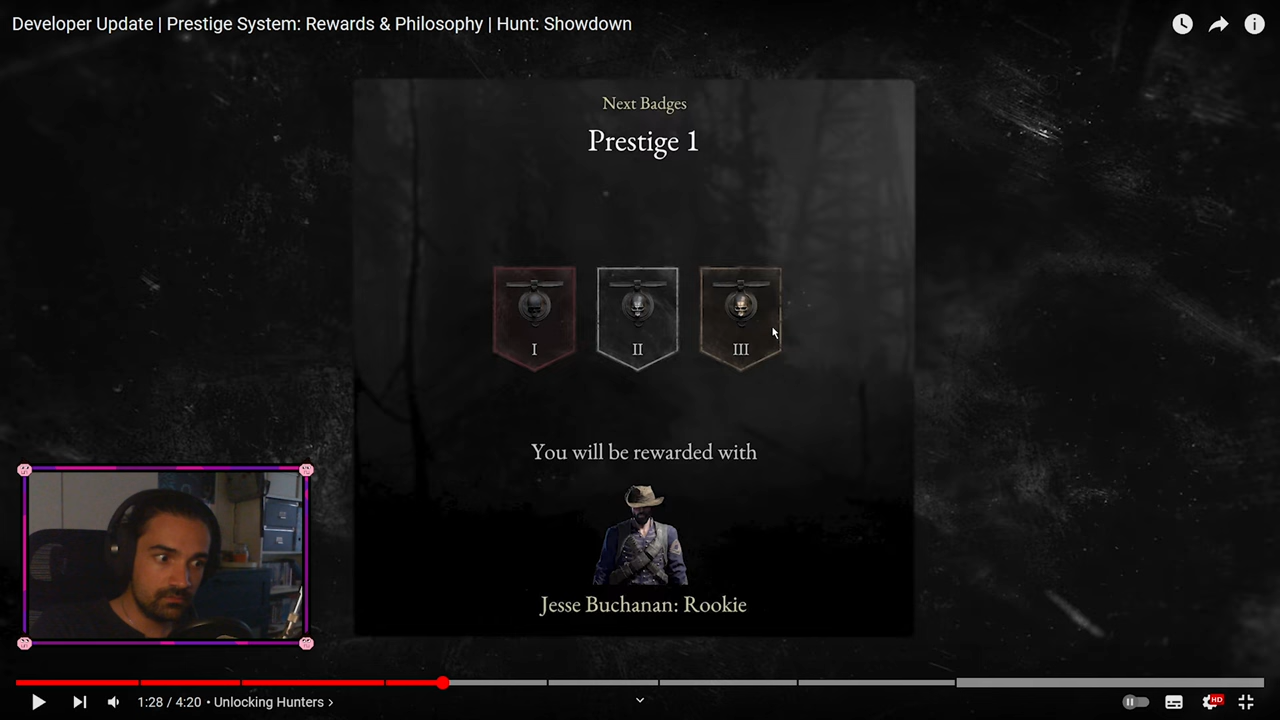 Developer Update | Prestige System: Rewards & Philosophy | Hunt: Showdown
Next Badges
Prestige 1
I II III
You will be rewarded with
Jesse Buchanan: Rookie
1:28 / 4:20 • Unlocking Hunters >
HD